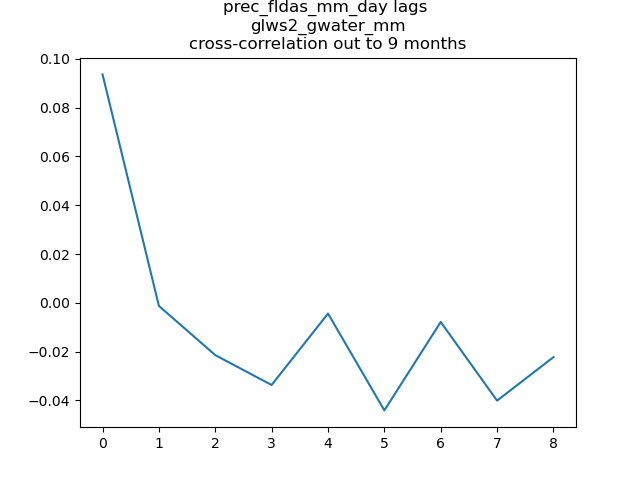 prec_fldas_mm_day lags
glws2_gwater_mm
cross-correlation out to 9 months
0.10
0.08
0.06
0.04
0.02
0.00
−0.02
−0.04
0 1 2 3 4 5 6 7 8